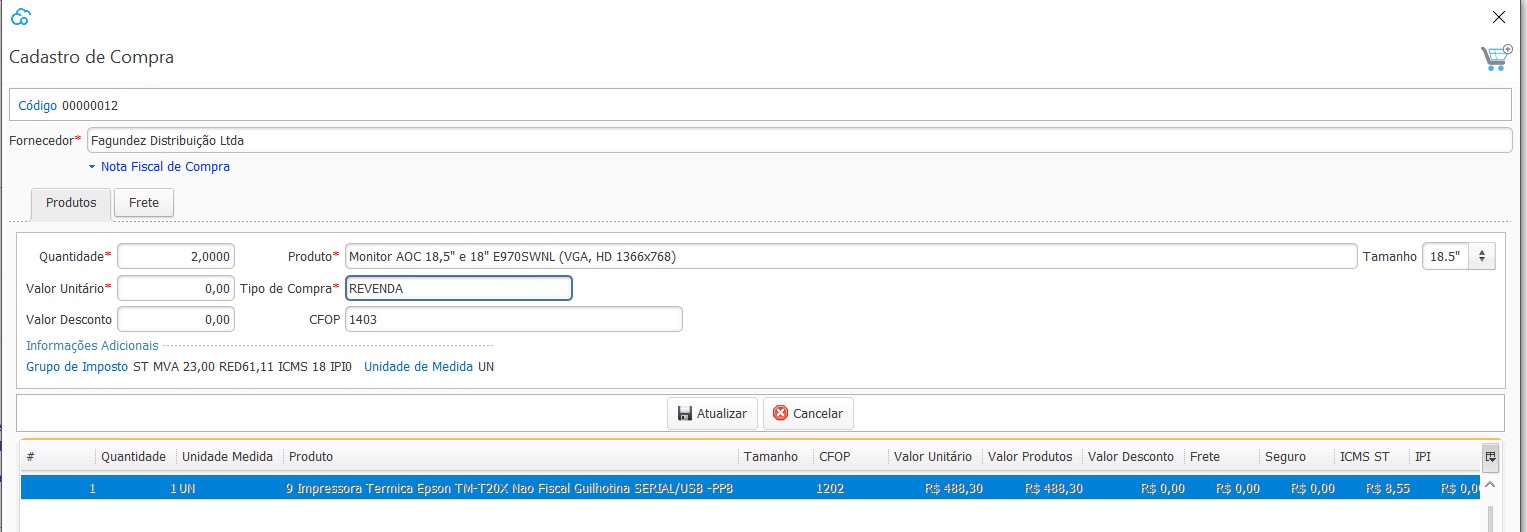 Cadastro de Compra
Código 00000012
Fornecedor* Fagundez Distribuição Ltda
Nota Fiscal de Compra
Produtos Frete
Quantidade* 2,0000 Produto* Monitor AOC 18,5" e 18" E970SWNL (VGA, HD 1366x768) Tamanho 18.5"
Valor Unitário* 0,00 Tipo de Compra* REVENDA
Valor Desconto 0,00 CFOP 1403
Informações Adicionais
Grupo de Imposto ST MVA 23,00 RED61,11 ICMS 18 IPI0 Unidade de Medida UN
Atualizar Cancelar
# Quantidade Unidade Medida Produto Tamanho CFOP Valor Unitário Valor Produtos Valor Desconto Frete Seguro ICMS ST IPI
1 1 UN 9 Impressora Termica Epson TM-T20X Nao Fiscal Guilhotina SERIAL/USB -PPB 1202 R$ 488,30 R$ 488,30 R$ 0,00 R$ 0,00 R$ 0,00 R$ 8,55 R$ 0,0